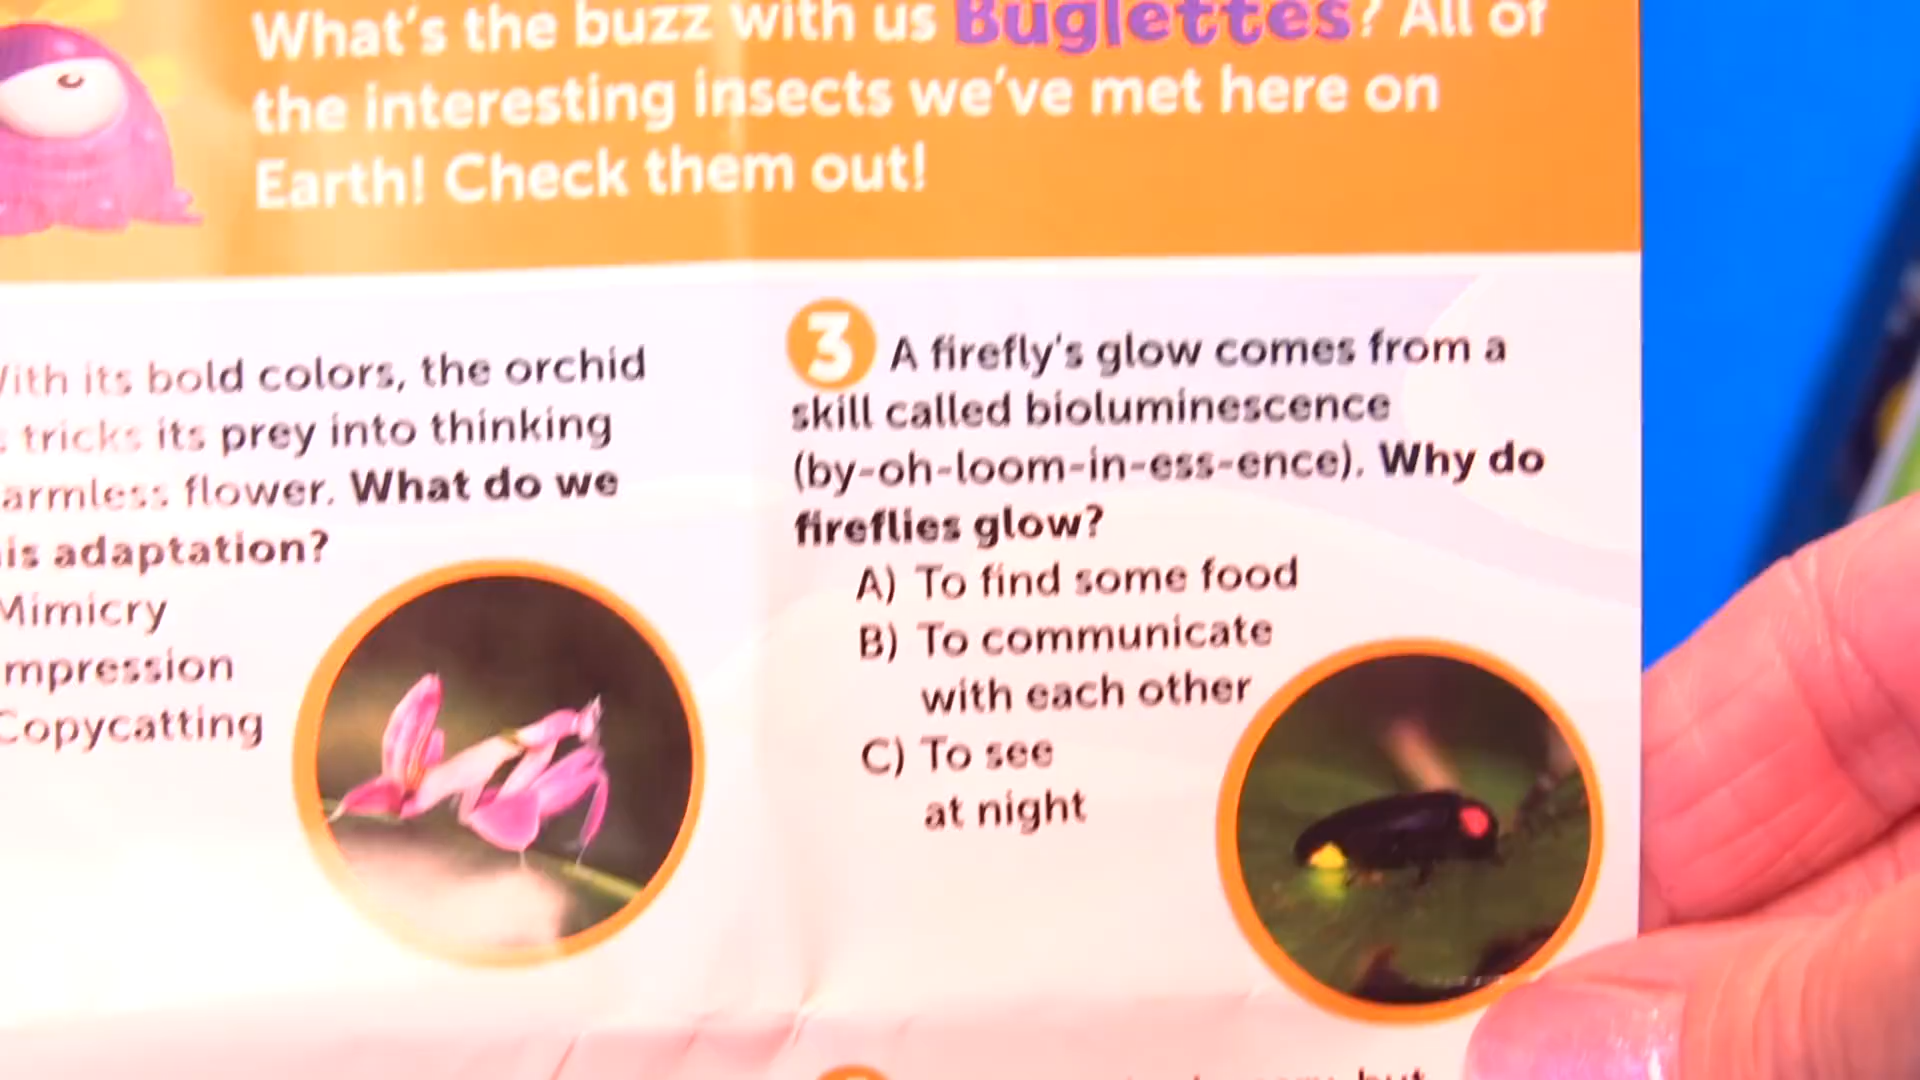 What's the buzz with us Buglettes? All of
the interesting insects we've met here on
Earth! Check them out!
With its bold colors, the orchid
tricks its prey into thinking
armless flower. What do we
is adaptation?
Mimicry
mpression
Copycatting
3 A firefly's glow comes from a
skill called bioluminescence
(by-oh-loom-in-ess-ence). Why do
fireflies glow?
A) To find some food
B) To communicate
with each other
C) To see
at night
but